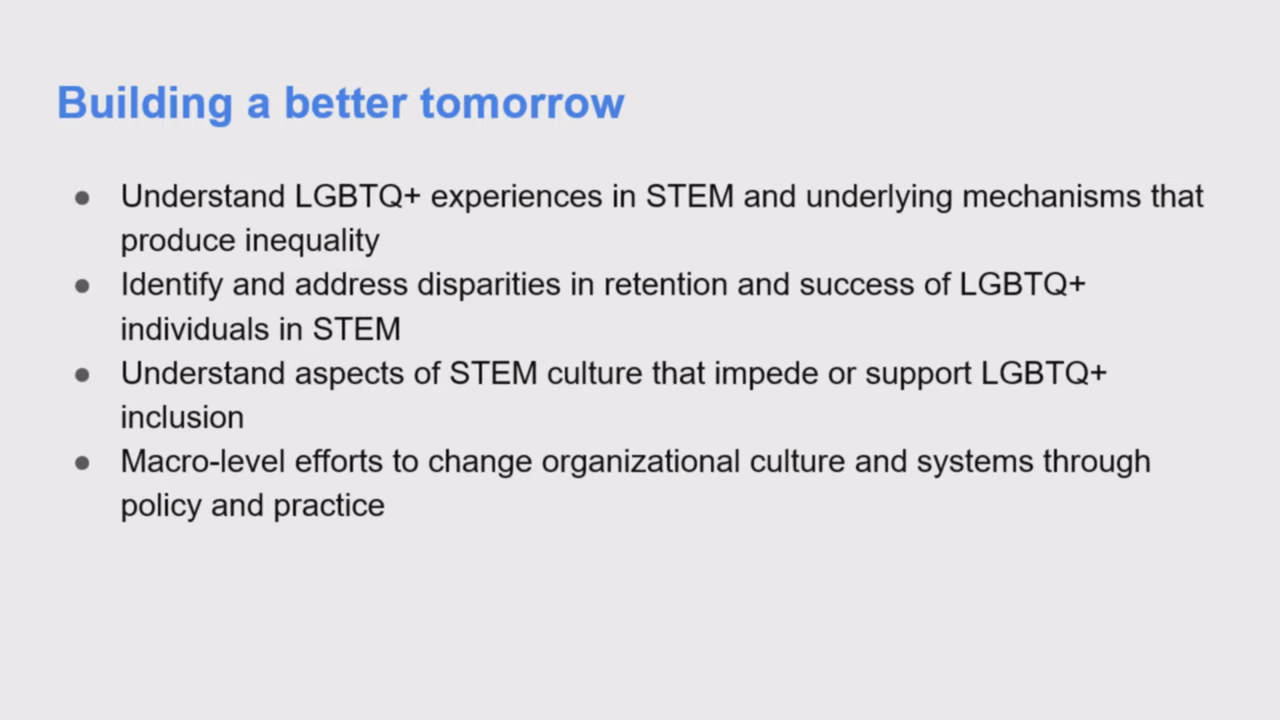 Building a better tomorrow
● Understand LGBTQ+ experiences in STEM and underlying mechanisms that
produce inequality
● Identify and address disparities in retention and success of LGBTQ+
individuals in STEM
● Understand aspects of STEM culture that impede or support LGBTQ+
inclusion
● Macro-level efforts to change organizational culture and systems through
policy and practice